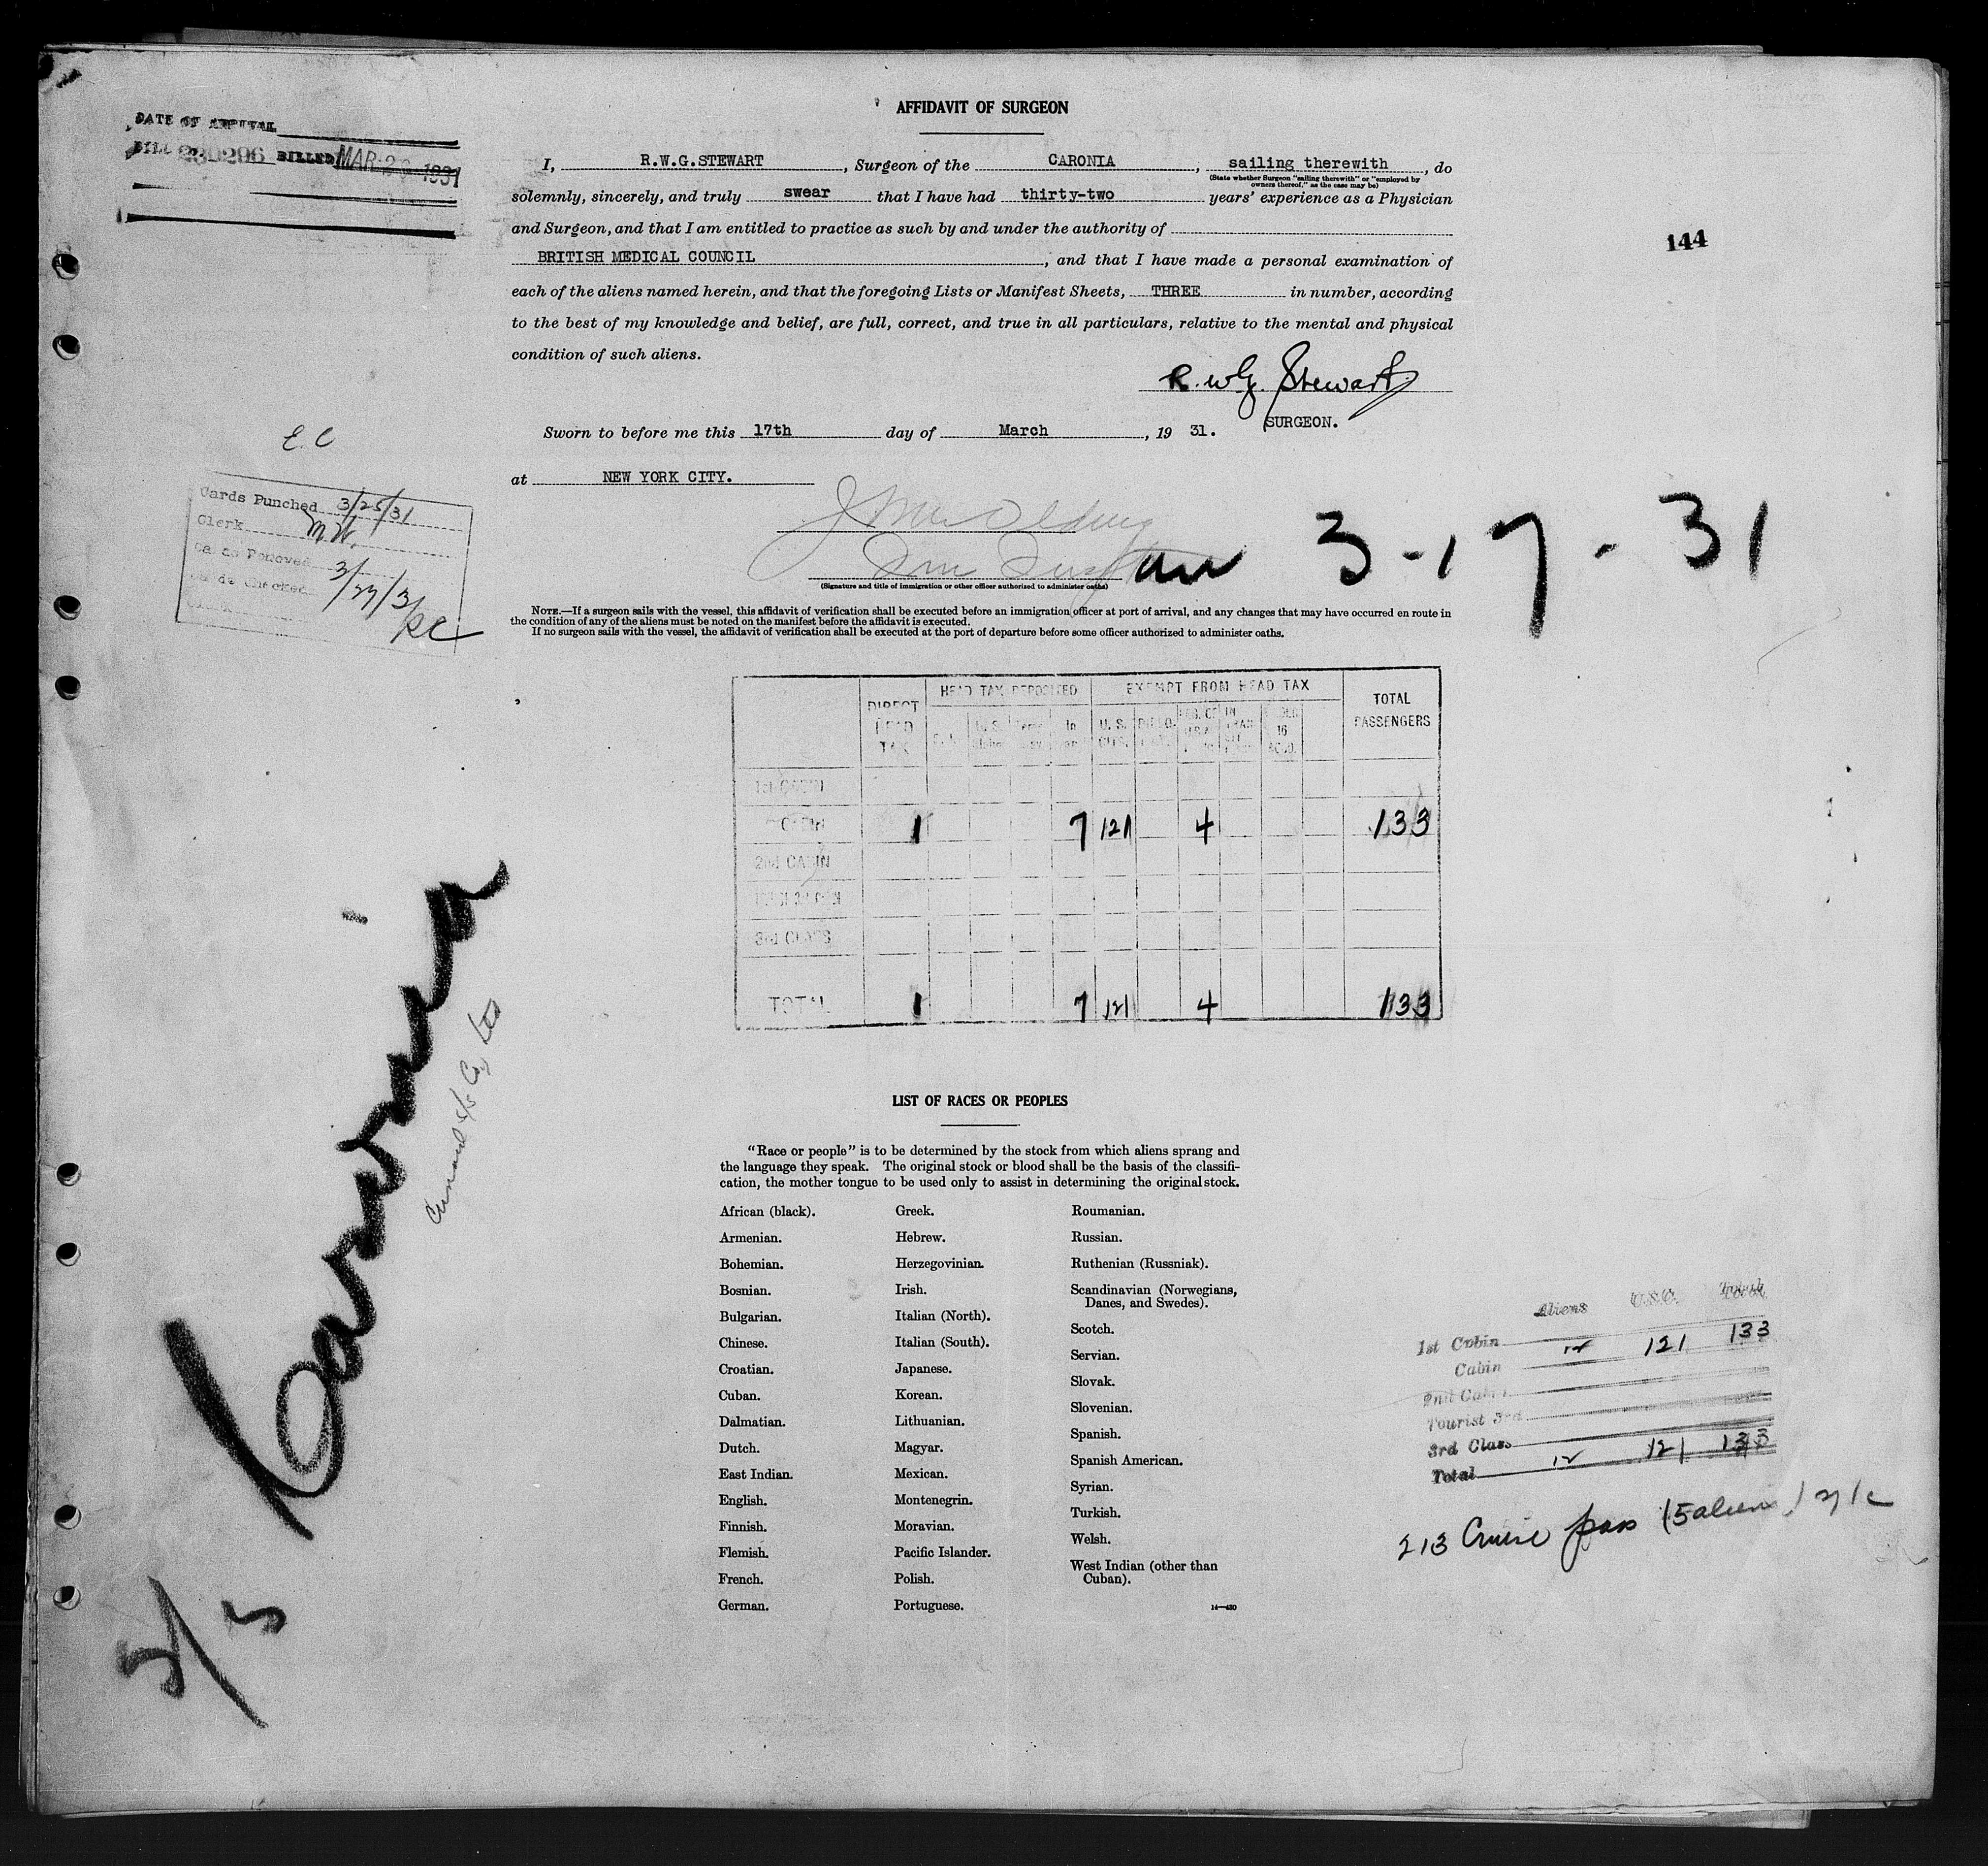 AFFIDAVIT OF SURGEON
DATE OF ARRIVAL
BILL 230296 BILLED MAR 1931
I, R.W.G.STEWART, Surgeon of the CARONIA, sailing therewith, do
(State whether Surgeon "sailing therewith" or "employed by
owners thereof," as the case may be)
solemnly, sincerely, and truly swear that I have had thirty-two years' experience as a Physician
and Surgeon, and that I am entitled to practice as such by and under the authority of
BRITISH MEDICAL COUNCIL, and that I have made a personal examination of
each of the aliens named herein, and that the foregoing Lists or Manifest Sheets, THREE in number, according
to the best of my knowledge and belief, are full, correct, and true in all particulars, relative to the mental and physical
condition of such aliens.
144
R.W.G. Stewart
SURGEON.
Sworn to before me this 17th day of March, 19 31.
at NEW YORK CITY.
E.C
Cards Punched 3/25/31
Clerk M.W.
Cards Removed
Cards Checked 3/27/31
Clerk RC
3-17-31
(Signature and title of immigration or other officer authorized to administer oaths)
NOTE.—If a surgeon sails with the vessel, this affidavit of verification shall be executed before an immigration officer at port of arrival, and any changes that may have occurred en route in
the condition of any of the aliens must be noted on the manifest before the affidavit is executed.
If no surgeon sails with the vessel, the affidavit of verification shall be executed at the port of departure before some officer authorized to administer oaths.
DIRECT HEAD TAX HEAD TAX DEPOSITED EXEMPT FROM HEAD TAX TOTAL PASSENGERS
U. S. CITS.
1st CABIN
CABIN 1 7 121 4 133
2nd CABIN
3rd CLASS
TOTAL 1 7 121 4 133
S/S Caronia
Cunard S/S Co, Ltd
LIST OF RACES OR PEOPLES
"Race or people" is to be determined by the stock from which aliens sprang and
the language they speak. The original stock or blood shall be the basis of the classifi-
cation, the mother tongue to be used only to assist in determining the original stock.
African (black).
Armenian.
Bohemian.
Bosnian.
Bulgarian.
Chinese.
Croatian.
Cuban.
Dalmatian.
Dutch.
East Indian.
English.
Finnish.
Flemish.
French.
German.
Greek.
Hebrew.
Herzegovinian.
Irish.
Italian (North).
Italian (South).
Japanese.
Korean.
Lithuanian.
Magyar.
Mexican.
Montenegrin.
Moravian.
Pacific Islander.
Polish.
Portuguese.
Roumanian.
Russian.
Ruthenian (Russniak).
Scandinavian (Norwegians,
Danes, and Swedes).
Scotch.
Servian.
Slovak.
Slovenian.
Spanish.
Spanish American.
Syrian.
Turkish.
Welsh.
West Indian (other than
Cuban).
14—430
Aliens U.S.C. Total
1st Cabin 12 121 133
Cabin
2nd Cabin
Tourist 3rd
3rd Class
Total 12 121 133
213 Cruise pass (5 aliens)